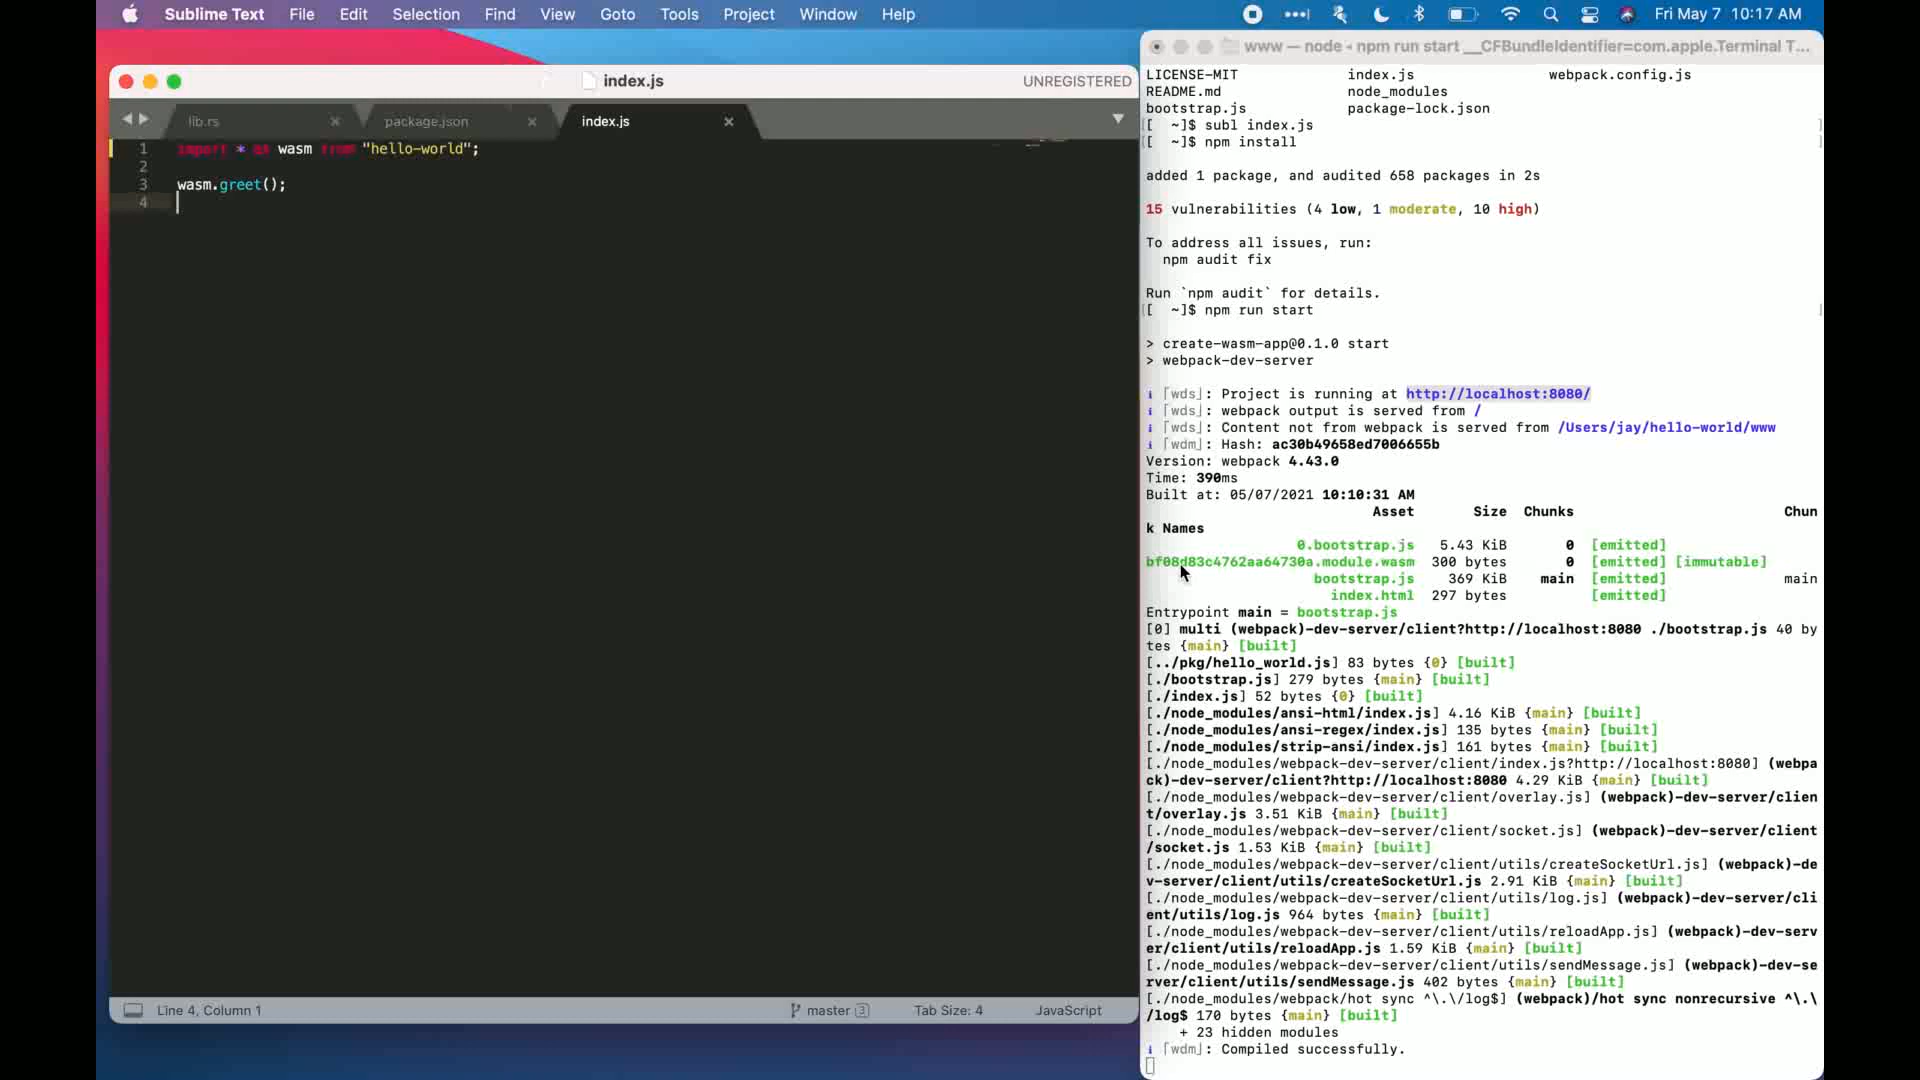 Sublime Text File Edit Selection Find View Goto Tools Project Window Help Fri May 7 10:17 AM
index.js UNREGISTERED
lib.rs package.json index.js
1 import * as wasm from "hello-world";
2
3 wasm.greet();
4
Line 4, Column 1 master 3 Tab Size: 4 JavaScript
www — node ◂ npm run start __CFBundleIdentifier=com.apple.Terminal T...
LICENSE-MIT index.js webpack.config.js
README.md node_modules
bootstrap.js package-lock.json
[ ~]$ subl index.js ]
[ ~]$ npm install ]
added 1 package, and audited 658 packages in 2s
15 vulnerabilities (4 low, 1 moderate, 10 high)
To address all issues, run:
npm audit fix
Run `npm audit` for details.
[ ~]$ npm run start ]
> create-wasm-app@0.1.0 start
> webpack-dev-server
i ｢wds｣: Project is running at http://localhost:8080/
i ｢wds｣: webpack output is served from /
i ｢wds｣: Content not from webpack is served from /Users/jay/hello-world/www
i ｢wdm｣: Hash: ac30b49658ed7006655b
Version: webpack 4.43.0
Time: 390ms
Built at: 05/07/2021 10:10:31 AM
Asset Size Chunks Chun
k Names
0.bootstrap.js 5.43 KiB 0 [emitted]
bf08d83c4762aa64730a.module.wasm 300 bytes 0 [emitted] [immutable]
bootstrap.js 369 KiB main [emitted] main
index.html 297 bytes [emitted]
Entrypoint main = bootstrap.js
[0] multi (webpack)-dev-server/client?http://localhost:8080 ./bootstrap.js 40 by
tes {main} [built]
[../pkg/hello_world.js] 83 bytes {0} [built]
[./bootstrap.js] 279 bytes {main} [built]
[./index.js] 52 bytes {0} [built]
[./node_modules/ansi-html/index.js] 4.16 KiB {main} [built]
[./node_modules/ansi-regex/index.js] 135 bytes {main} [built]
[./node_modules/strip-ansi/index.js] 161 bytes {main} [built]
[./node_modules/webpack-dev-server/client/index.js?http://localhost:8080] (webpa
ck)-dev-server/client?http://localhost:8080 4.29 KiB {main} [built]
[./node_modules/webpack-dev-server/client/overlay.js] (webpack)-dev-server/clien
t/overlay.js 3.51 KiB {main} [built]
[./node_modules/webpack-dev-server/client/socket.js] (webpack)-dev-server/client
/socket.js 1.53 KiB {main} [built]
[./node_modules/webpack-dev-server/client/utils/createSocketUrl.js] (webpack)-de
v-server/client/utils/createSocketUrl.js 2.91 KiB {main} [built]
[./node_modules/webpack-dev-server/client/utils/log.js] (webpack)-dev-server/cli
ent/utils/log.js 964 bytes {main} [built]
[./node_modules/webpack-dev-server/client/utils/reloadApp.js] (webpack)-dev-serv
er/client/utils/reloadApp.js 1.59 KiB {main} [built]
[./node_modules/webpack-dev-server/client/utils/sendMessage.js] (webpack)-dev-se
rver/client/utils/sendMessage.js 402 bytes {main} [built]
[./node_modules/webpack/hot sync ^\.\/log$] (webpack)/hot sync nonrecursive ^\.\
/log$ 170 bytes {main} [built]
+ 23 hidden modules
i ｢wdm｣: Compiled successfully.